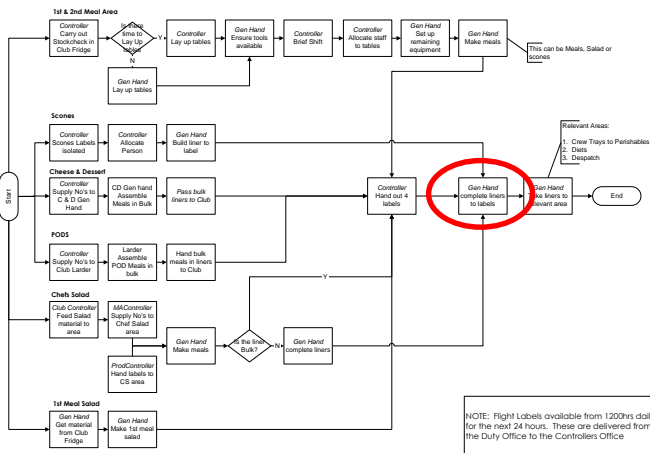 1st & 2nd Meal Area
Controller
Carry out
Stockcheck in
Club Fridge
Is there
time to
Lay Up
tables
Y
N
Controller
Lay up tables
Gen Hand
Ensure tools
available
Controller
Brief Shift
Controller
Allocate staff
to tables
Gen Hand
Set up
remaining
equipment
Gen Hand
Make meals
This can be Meals, Salad or
scones
Gen Hand
Lay up tables
Scones
Controller
Scones Labels
isolated
Controller
Allocate
Person
Gen Hand
Build liner to
label
Relevant Areas:
1. Crew Trays to Perishables
2. Diets
3. Despatch
Cheese & Dessert
Start
Controller
Supply No's to
C & D Gen
Hand
CD Gen hand
Assemble
Meals in Bulk
Pass bulk
liners to Club
Controller
Hand out 4
labels
Gen Hand
complete liners
to labels
Gen Hand
liners to
relevant area
End
PODS
Controller
Supply No's to
Club Larder
Larder
Assemble
POD Meals in
bulk
Hand bulk
meals in liners
to Club
Y
Chefs Salad
Club Controller
Feed Salad
material to
area
MAController
Supply No's to
Chef Salad
area
Gen Hand
Make meals
Is the liner
Bulk?
N
Gen Hand
complete liners
ProdController
Hand labels to
CS area
1st Meal Salad
Gen Hand
Get material
from Club
Fridge
Gen Hand
Make 1st meal
salad
NOTE: Flight Labels available from 1200hrs dail
for the next 24 hours. These are delivered from
the Duty Office to the Controllers Office